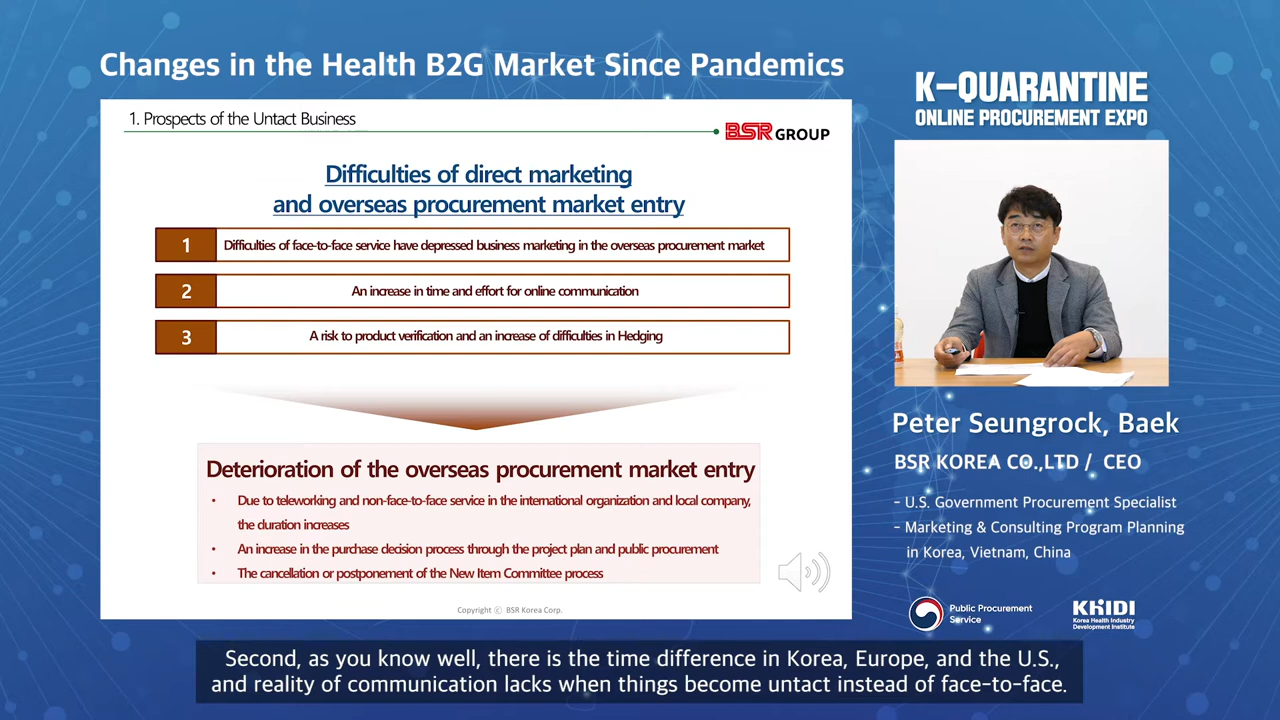 Changes in the Health B2G Market Since Pandemics
1. Prospects of the Untact Business
BSR GROUP
Difficulties of direct marketing
and overseas procurement market entry
1 Difficulties of face-to-face service have depressed business marketing in the overseas procurement market
2 An increase in time and effort for online communication
3 A risk to product verification and an increase of difficulties in Hedging
Deterioration of the overseas procurement market entry
• Due to teleworking and non-face-to-face service in the international organization and local company,
the duration increases
• An increase in the purchase decision process through the project plan and public procurement
• The cancellation or postponement of the New Item Committee process
Copyright ⓒ BSR Korea Corp.
K-QUARANTINE
ONLINE PROCUREMENT EXPO
Peter Seungrock, Baek
BSR KOREA CO.,LTD / CEO
- U.S. Government Procurement Specialist
- Marketing & Consulting Program Planning
in Korea, Vietnam, China
Public Procurement
Service
KHIDI
Korea Health Industry
Development Institute
Second, as you know well, there is the time difference in Korea, Europe, and the U.S.,
and reality of communication lacks when things become untact instead of face-to-face.